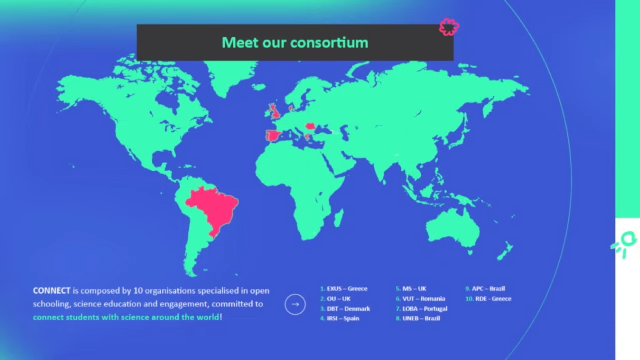 Meet our consortium
CONNECT is composed by 10 organisations specialised in open
schooling, science education and engagement, committed to
connect students with science around the world!
1. EXUS – Greece
2. OU – UK
3. DBT – Denmark
4. IRSI – Spain
5. MS – UK
6. VUT – Romania
7. LOBA – Portugal
8. UNEB – Brazil
9. APC – Brazil
10. RDE - Greece